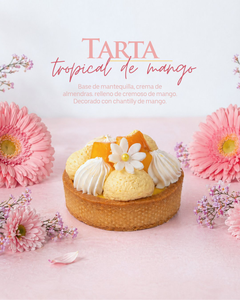 TARTA
tropical de mango
Base de mantequilla, crema de
almendras, relleno de cremoso de mango.
Decorado con chantilly de mango.